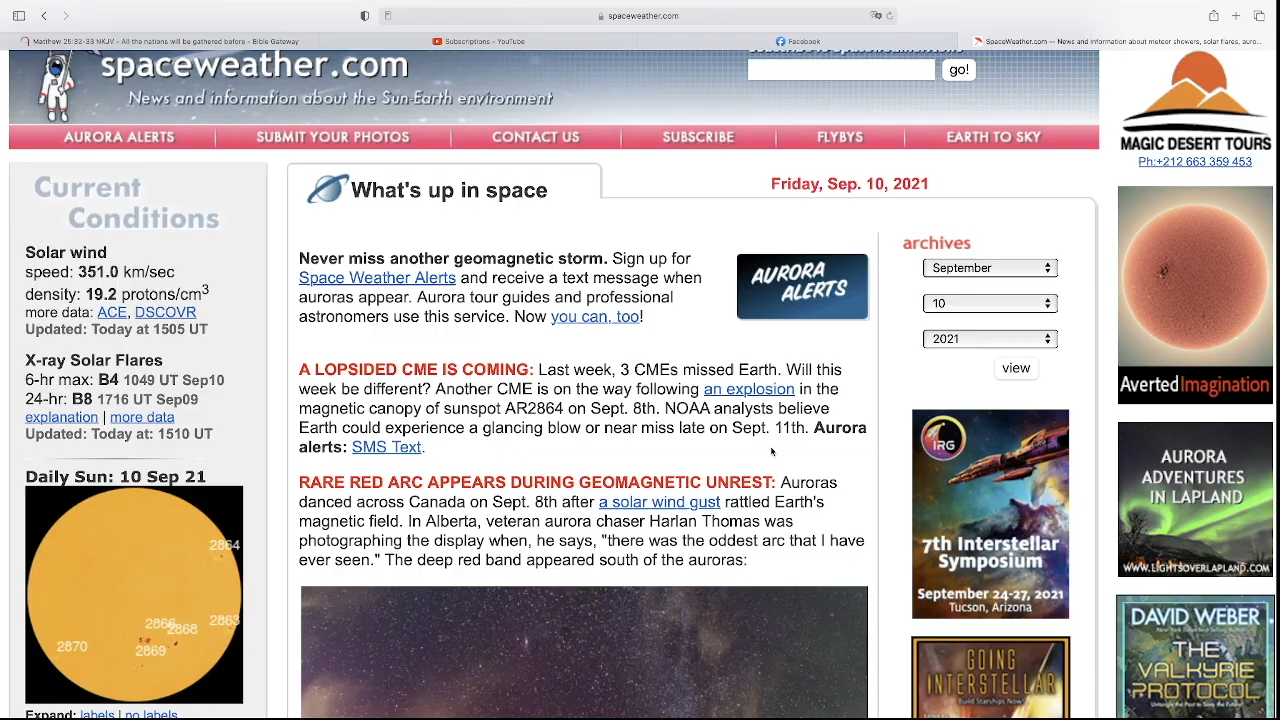 spaceweather.com
Matthew 25:32-33 NKJV - All the nations will be gathered before - Bible Gateway
Subscriptions - YouTube
Facebook
SpaceWeather.com -- News and information about meteor showers, solar flares, auro...
spaceweather.com
News and information about the Sun-Earth environment
go!
AURORA ALERTS
SUBMIT YOUR PHOTOS
CONTACT US
SUBSCRIBE
FLYBYS
EARTH TO SKY
Current
Conditions
Solar wind
speed: 351.0 km/sec
density: 19.2 protons/cm3
more data: ACE, DSCOVR
Updated: Today at 1505 UT
X-ray Solar Flares
6-hr max: B4 1049 UT Sep10
24-hr: B8 1716 UT Sep09
explanation | more data
Updated: Today at: 1510 UT
Daily Sun: 10 Sep 21
2864
2863
2866
2868
2870
2869
Expand: labels | no labels
What's up in space
Friday, Sep. 10, 2021
Never miss another geomagnetic storm. Sign up for
Space Weather Alerts and receive a text message when
auroras appear. Aurora tour guides and professional
astronomers use this service. Now you can, too!
AURORA
ALERTS
A LOPSIDED CME IS COMING: Last week, 3 CMEs missed Earth. Will this
week be different? Another CME is on the way following an explosion in the
magnetic canopy of sunspot AR2864 on Sept. 8th. NOAA analysts believe
Earth could experience a glancing blow or near miss late on Sept. 11th. Aurora
alerts: SMS Text.
RARE RED ARC APPEARS DURING GEOMAGNETIC UNREST: Auroras
danced across Canada on Sept. 8th after a solar wind gust rattled Earth's
magnetic field. In Alberta, veteran aurora chaser Harlan Thomas was
photographing the display when, he says, "there was the oddest arc that I have
ever seen." The deep red band appeared south of the auroras:
archives
September
10
2021
view
IRG
7th Interstellar
Symposium
September 24-27, 2021
Tucson, Arizona
GOING
INTERSTELLAR
Build Starships Now!
MAGIC DESERT TOURS
Ph:+212 663 359 453
Averted Imagination
AURORA
ADVENTURES
IN LAPLAND
WWW.LIGHTSOVERLAPLAND.COM
DAVID WEBER
THE
VALKYRIE
PROTOCOL